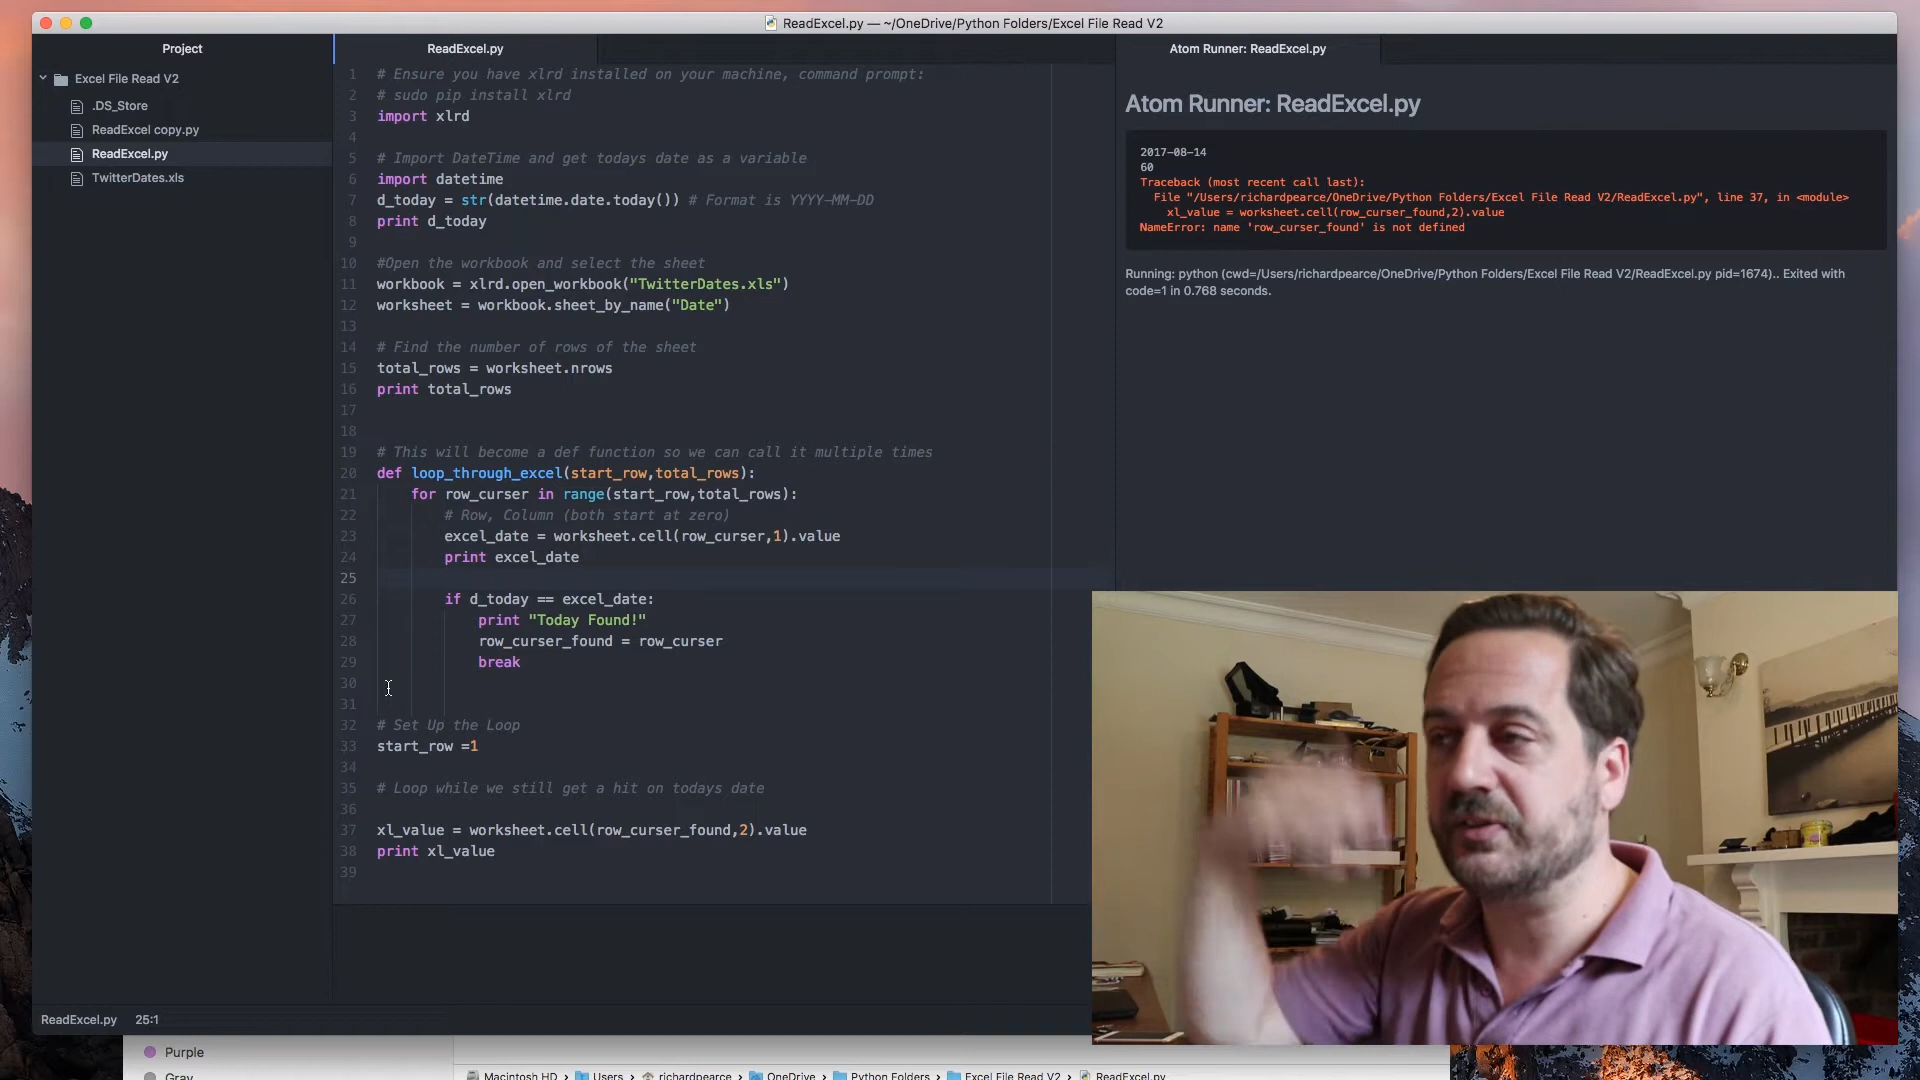 ReadExcel.py — ~/OneDrive/Python Folders/Excel File Read V2
Project
Excel File Read V2
.DS_Store
ReadExcel copy.py
ReadExcel.py
TwitterDates.xls
ReadExcel.py
1 # Ensure you have xlrd installed on your machine, command prompt:
2 # sudo pip install xlrd
3 import xlrd
4
5 # Import DateTime and get todays date as a variable
6 import datetime
7 d_today = str(datetime.date.today()) # Format is YYYY-MM-DD
8 print d_today
9
10 #Open the workbook and select the sheet
11 workbook = xlrd.open_workbook("TwitterDates.xls")
12 worksheet = workbook.sheet_by_name("Date")
13
14 # Find the number of rows of the sheet
15 total_rows = worksheet.nrows
16 print total_rows
17
18
19 # This will become a def function so we can call it multiple times
20 def loop_through_excel(start_row,total_rows):
21 for row_curser in range(start_row,total_rows):
22 # Row, Column (both start at zero)
23 excel_date = worksheet.cell(row_curser,1).value
24 print excel_date
25
26 if d_today == excel_date:
27 print "Today Found!"
28 row_curser_found = row_curser
29 break
30
31
32 # Set Up the Loop
33 start_row =1
34
35 # Loop while we still get a hit on todays date
36
37 xl_value = worksheet.cell(row_curser_found,2).value
38 print xl_value
39
Atom Runner: ReadExcel.py
Atom Runner: ReadExcel.py
2017-08-14
60
Traceback (most recent call last):
File "/Users/richardpearce/OneDrive/Python Folders/Excel File Read V2/ReadExcel.py", line 37, in <module>
xl_value = worksheet.cell(row_curser_found,2).value
NameError: name 'row_curser_found' is not defined
Running: python (cwd=/Users/richardpearce/OneDrive/Python Folders/Excel File Read V2/ReadExcel.py pid=1674).. Exited with
code=1 in 0.768 seconds.
ReadExcel.py 25:1
Purple
Gray
Macintosh HD › Users › richardpearce › OneDrive › Python Folders › Excel File Read V2 › ReadExcel.py